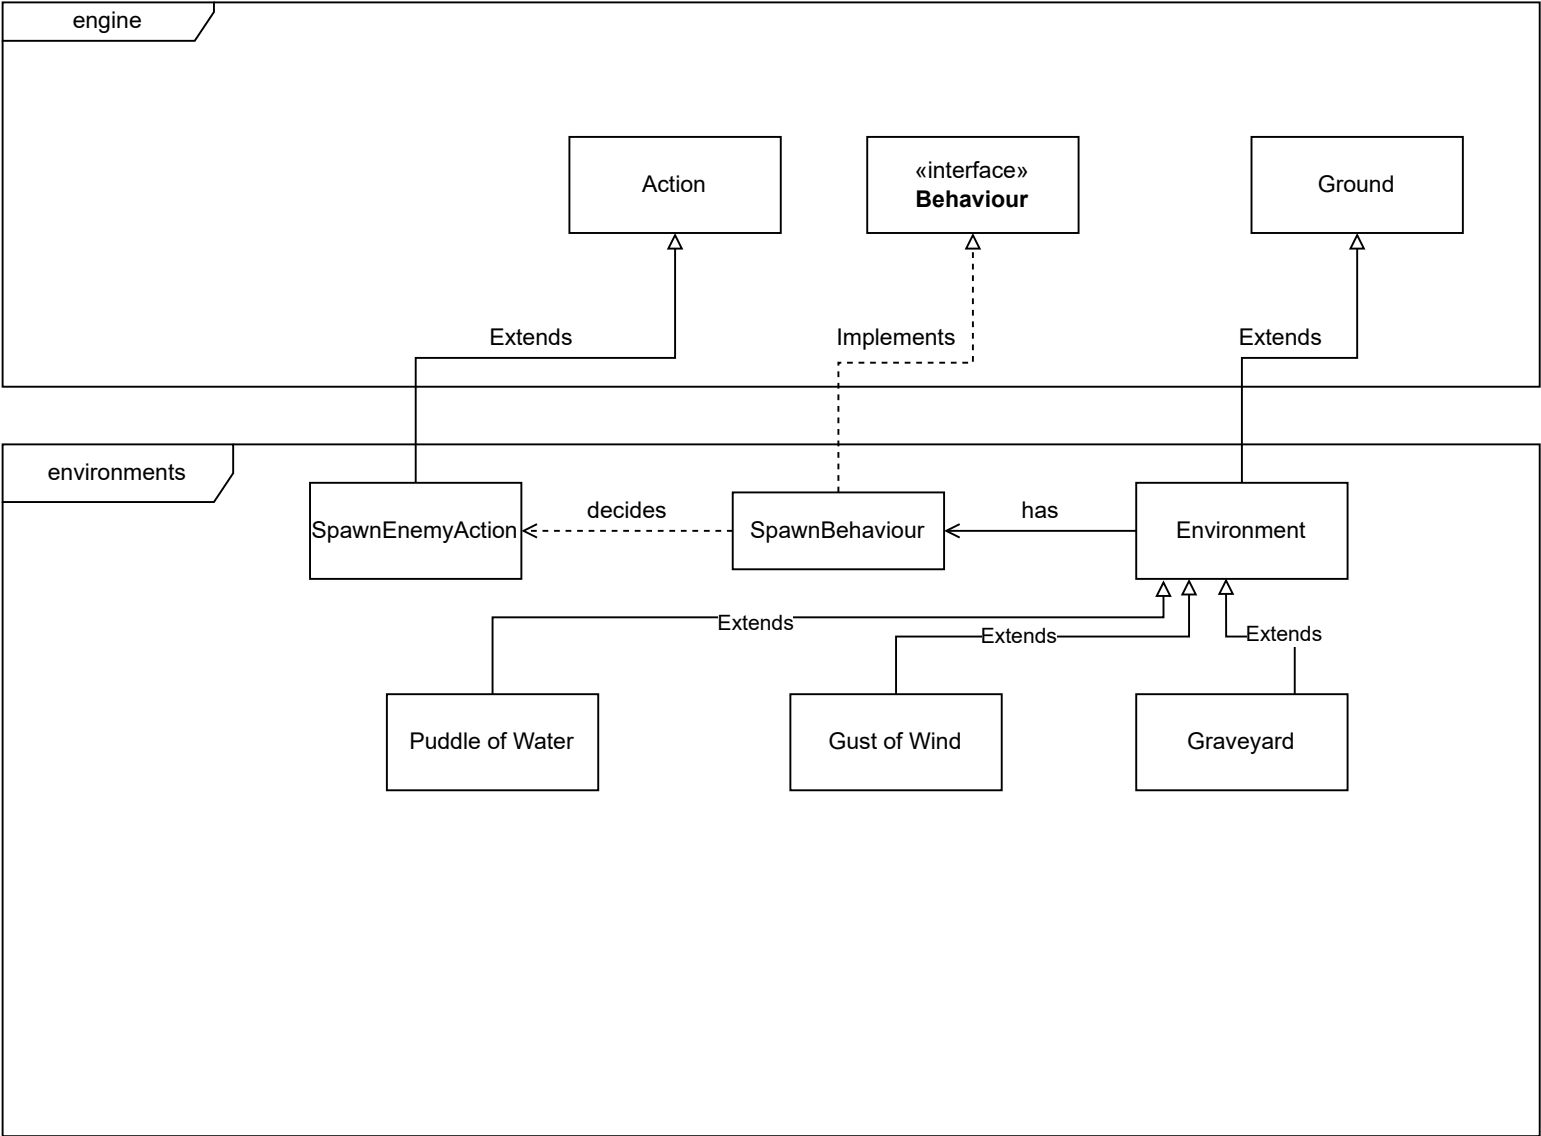 engine
Action
«interface»
Behaviour
Ground
Extends
Implements
Extends
environments
SpawnEnemyAction
decides
SpawnBehaviour
has
Environment
Extends
Extends
Extends
Puddle of Water
Gust of Wind
Graveyard